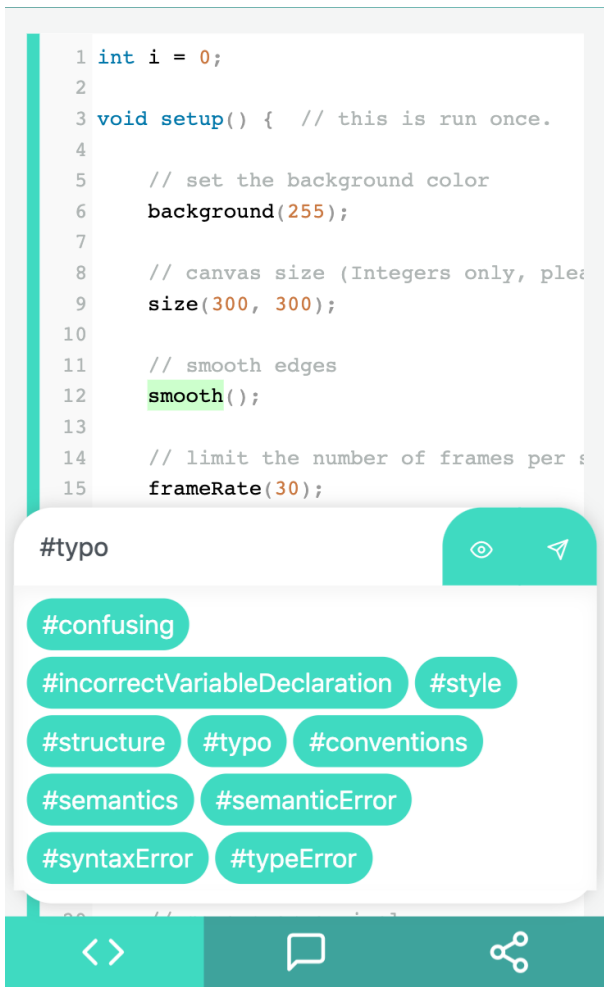 1 int i = 0;
2
3 void setup() {  // this is run once.
4
5     // set the background color
6     background(255);
7
8     // canvas size (Integers only, 
9     size(300, 300);
10
11     // smooth edges
12     smooth();
13
14     // limit the number of frames per
15     frameRate(30);
#typo
#confusing
#incorrectVariableDeclaration #style
#structure #typo #conventions
#semantics #semanticError
#syntaxError #typeError